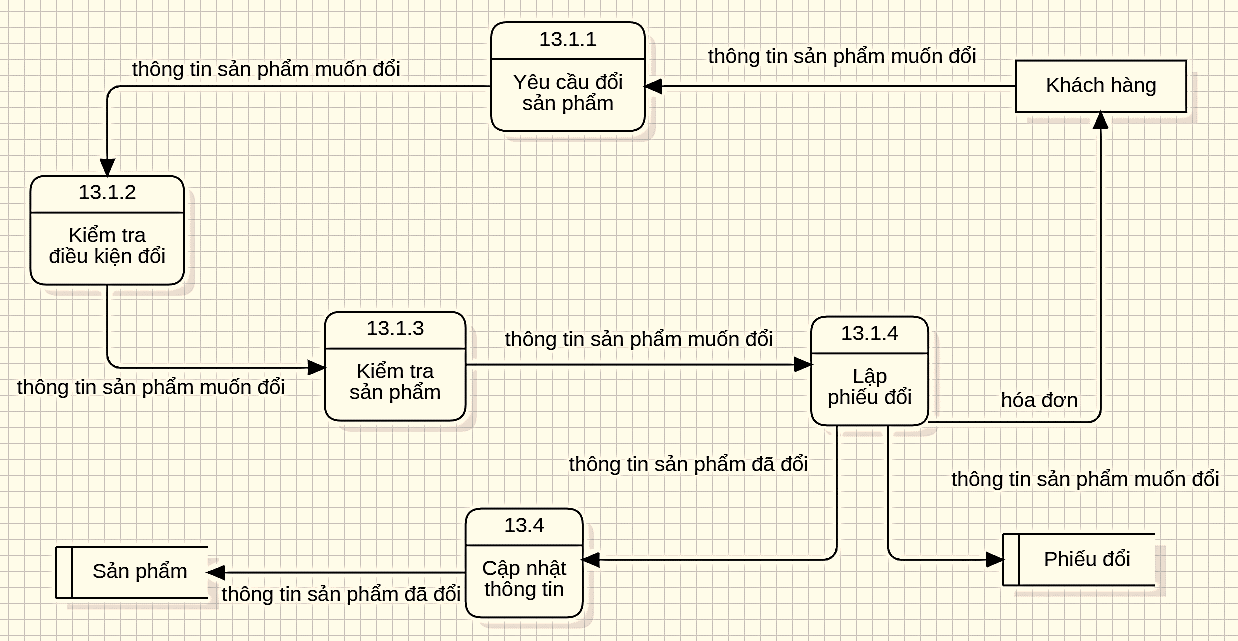 13.1.1
Yêu cầu đổi
sản phẩm
thông tin sản phẩm muốn đổi
thông tin sản phẩm muốn đổi
Khách hàng
13.1.2
Kiểm tra
điều kiện đổi
thông tin sản phẩm muốn đổi
13.1.3
Kiểm tra
sản phẩm
thông tin sản phẩm muốn đổi
13.1.4
Lập
phiếu đổi
hóa đơn
thông tin sản phẩm đã đổi
thông tin sản phẩm muốn đổi
13.4
Cập nhật
thông tin
Sản phẩm
thông tin sản phẩm đã đổi
Phiếu đổi